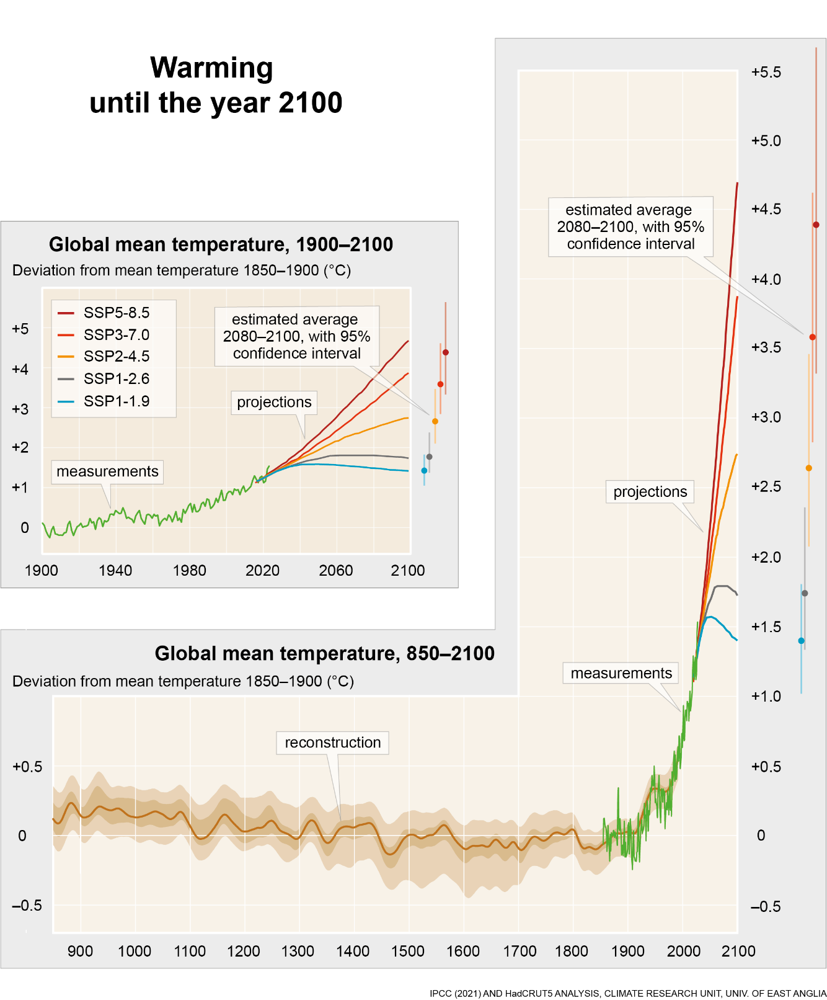 Warming
until the year 2100
Global mean temperature, 1900–2100
Deviation from mean temperature 1850–1900 (°C)
SSP5-8.5
SSP3-7.0
SSP2-4.5
SSP1-2.6
SSP1-1.9
estimated average
2080–2100, with 95%
confidence interval
projections
measurements
+5
+4
+3
+2
+1
0
1900 1940 1980 2020 2060 2100
Global mean temperature, 850–2100
Deviation from mean temperature 1850–1900 (°C)
estimated average
2080–2100, with 95%
confidence interval
projections
measurements
reconstruction
+5.5
+5.0
+4.5
+4.0
+3.5
+3.0
+2.5
+2.0
+1.5
+1.0
+0.5 +0.5
0 0
–0.5 –0.5
900 1000 1100 1200 1300 1400 1500 1600 1700 1800 1900 2000 2100
IPCC (2021) AND HadCRUT5 ANALYSIS, CLIMATE RESEARCH UNIT, UNIV. OF EAST ANGLIA